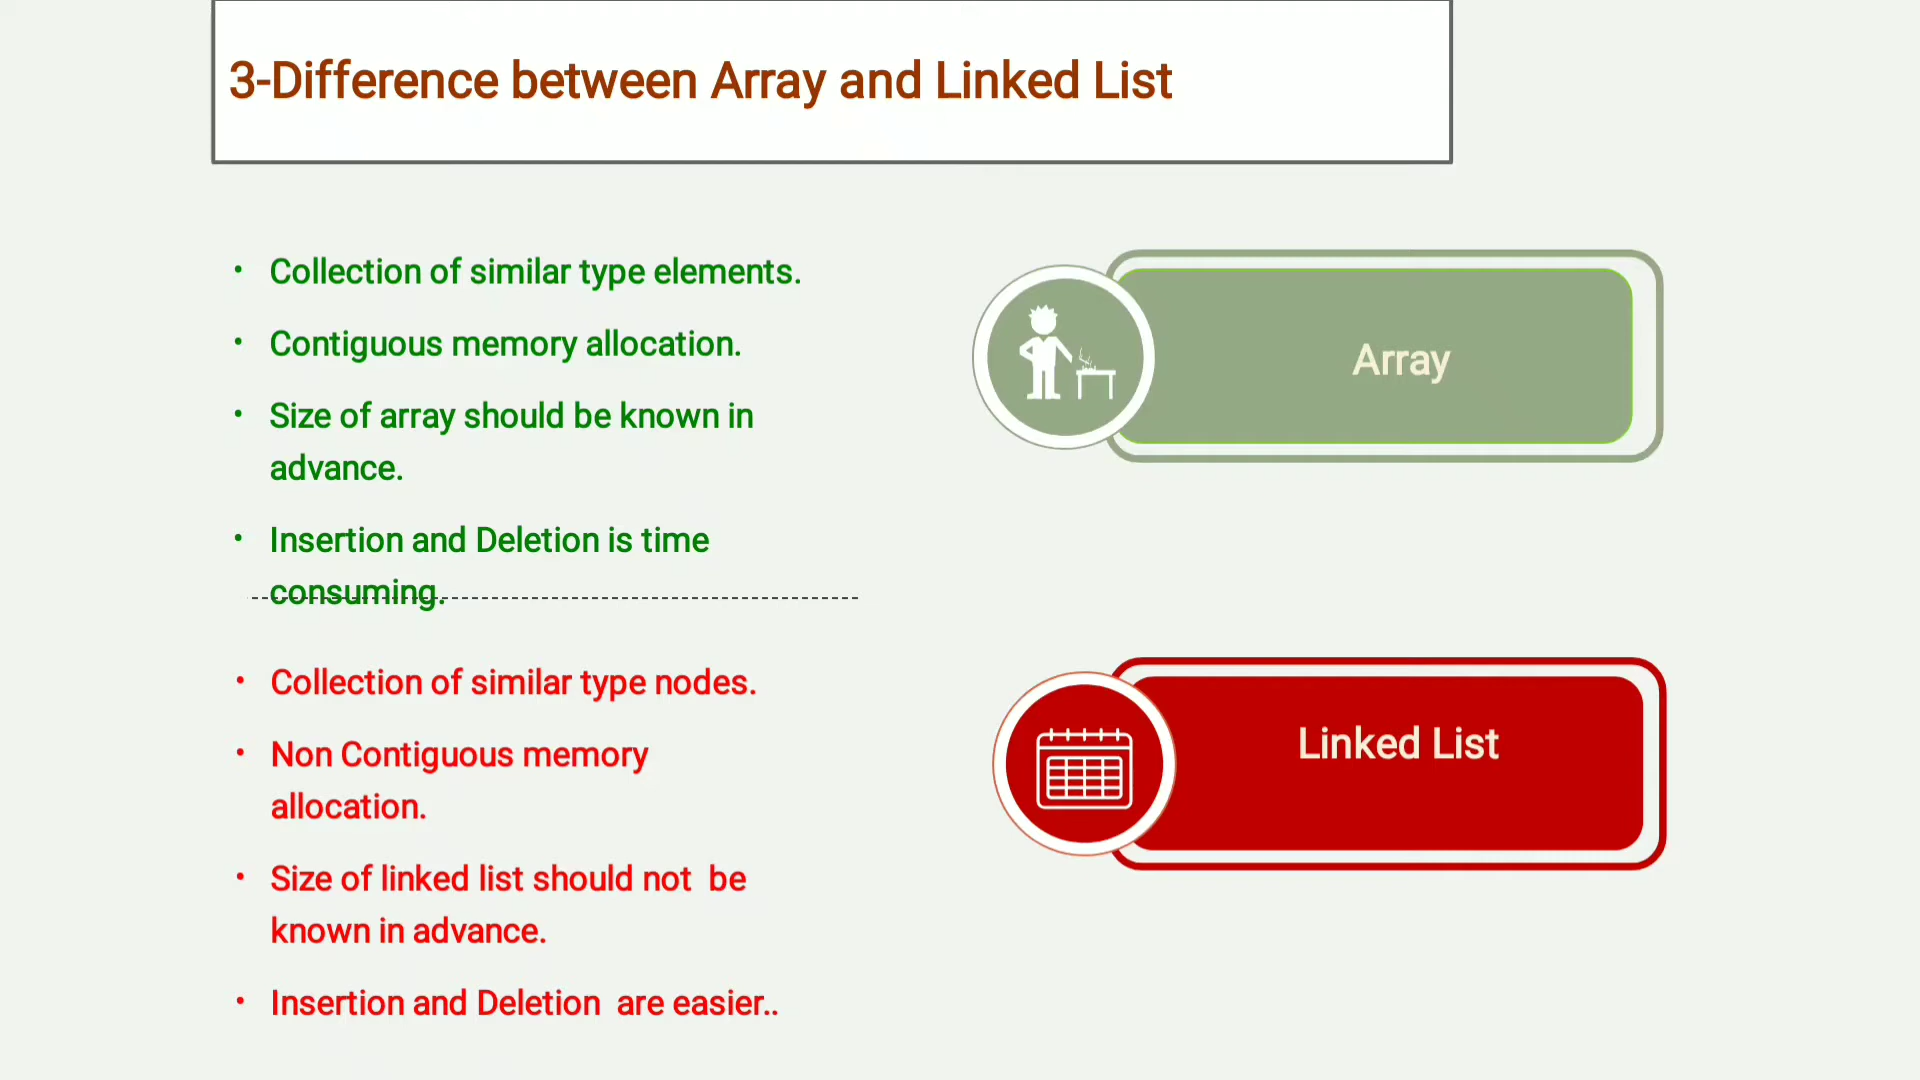 3-Difference between Array and Linked List
• Collection of similar type elements.
• Contiguous memory allocation.
• Size of array should be known in
advance.
• Insertion and Deletion is time
consuming.
Array
• Collection of similar type nodes.
• Non Contiguous memory
allocation.
• Size of linked list should not  be
known in advance.
• Insertion and Deletion  are easier..
Linked List